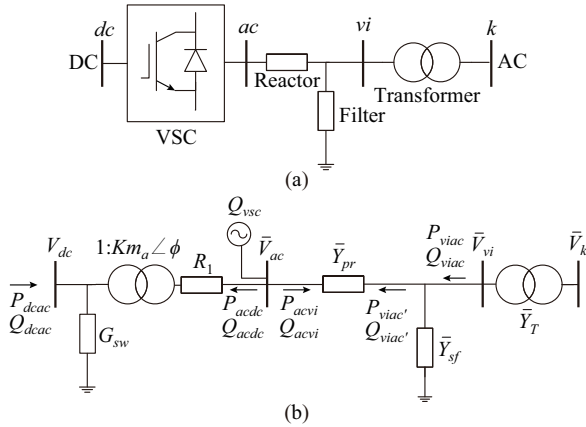 dc
ac
vi
k
DC
AC
Reactor
Transformer
Filter
VSC
(a)
Q_vsc
V_dc
1:Km_a∠ϕ
R_1
V̄_ac
Ȳ_pr
P_viac
Q_viac
V̄_vi
V̄_k
P_dcac
Q_dcac
G_sw
P_acdc
Q_acdc
P_acvi
Q_acvi
P_viac'
Q_viac'
Ȳ_sf
Ȳ_T
(b)